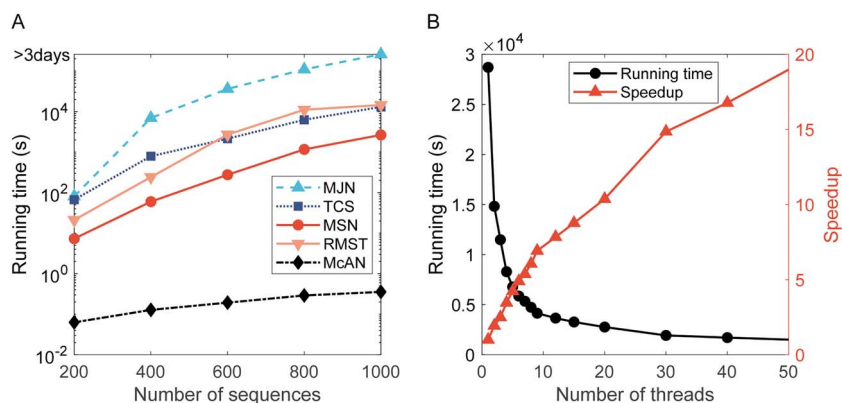 A
>3days
10^4
10^2
10^0
10^-2
Running time (s)
200
400
600
800
1000
Number of sequences
MJN
TCS
MSN
RMST
McAN
B
×10^4
3
2.5
2
1.5
1
0.5
0
Running time (s)
0
10
20
30
40
50
Number of threads
Running time
Speedup
20
15
10
5
0
Speedup